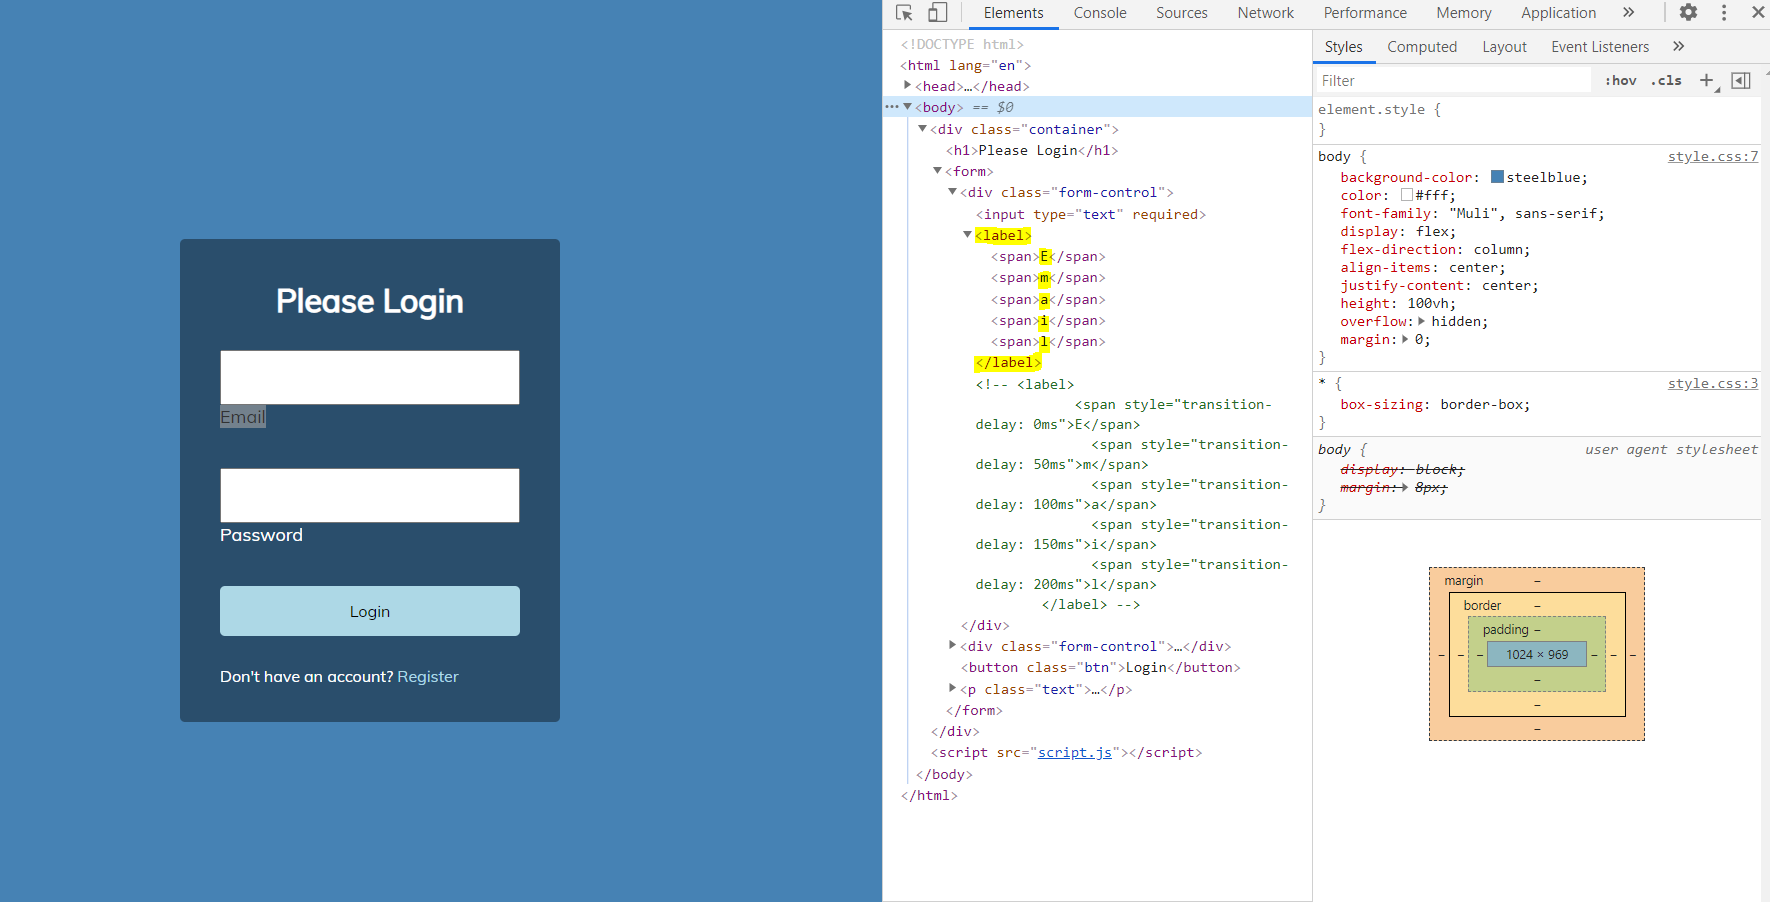 Please Login
Email
Password
Login
Don't have an account? Register
Elements Console Sources Network Performance Memory Application »
<!DOCTYPE html>
<html lang="en">
<head>…</head>
<body> == $0
<div class="container">
<h1>Please Login</h1>
<form>
<div class="form-control">
<input type="text" required>
<label>
<span>E</span>
<span>m</span>
<span>a</span>
<span>i</span>
<span>l</span>
</label>
<!-- <label>
<span style="transition-
delay: 0ms">E</span>
<span style="transition-
delay: 50ms">m</span>
<span style="transition-
delay: 100ms">a</span>
<span style="transition-
delay: 150ms">i</span>
<span style="transition-
delay: 200ms">l</span>
</label> -->
</div>
<div class="form-control">…</div>
<button class="btn">Login</button>
<p class="text">…</p>
</form>
</div>
<script src="script.js"></script>
</body>
</html>
Styles Computed Layout Event Listeners »
Filter :hov .cls +
element.style {
}
body { style.css:7
background-color: steelblue;
color: #fff;
font-family: "Muli", sans-serif;
display: flex;
flex-direction: column;
align-items: center;
justify-content: center;
height: 100vh;
overflow: hidden;
margin: 0;
}
* { style.css:3
box-sizing: border-box;
}
body { user agent stylesheet
display: block;
margin: 8px;
}
margin –
border –
padding –
– – – 1024 × 969 – – –
–
–
–